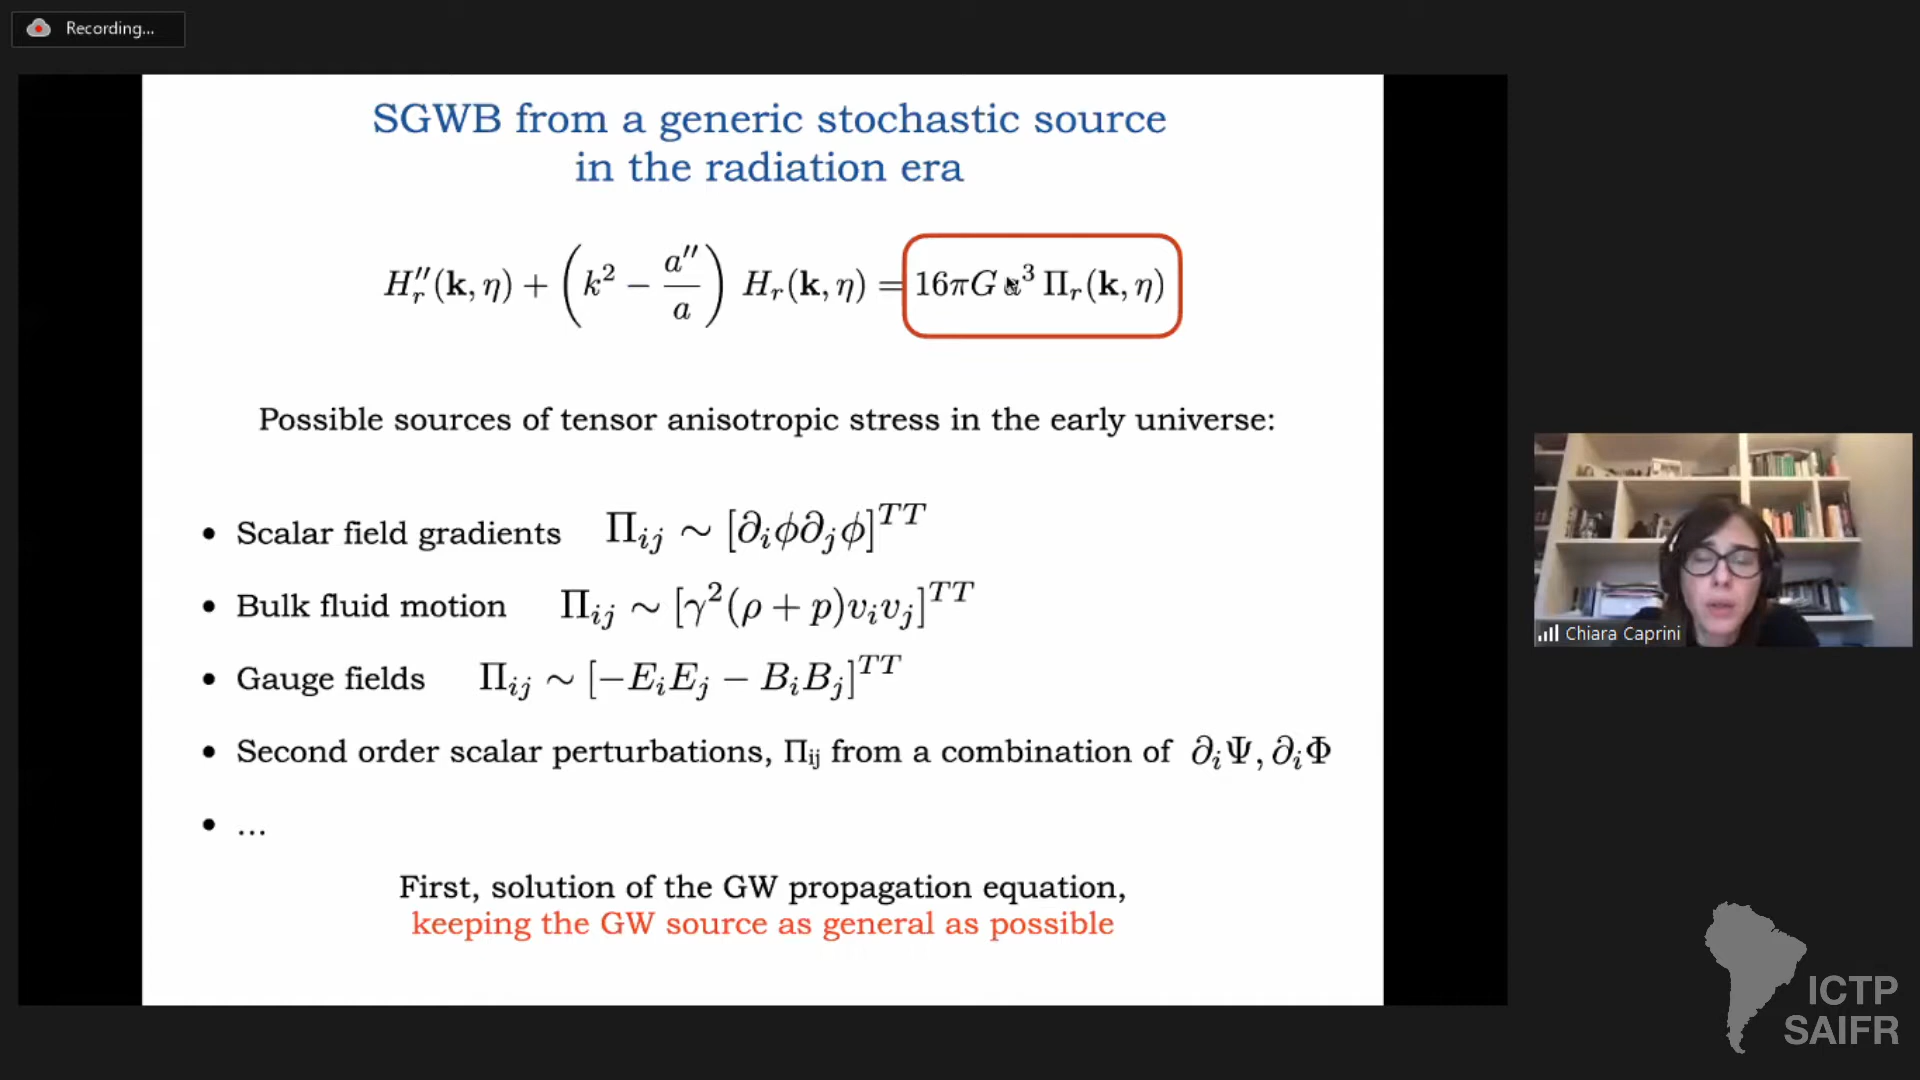 Recording...
SGWB from a generic stochastic source
in the radiation era
H_r''(k, η) + (k² − a''/a) H_r(k, η) = 16πG a³ Π_r(k, η)
Possible sources of tensor anisotropic stress in the early universe:
• Scalar field gradients Π_ij ∼ [∂_iϕ∂_jϕ]^TT
• Bulk fluid motion Π_ij ∼ [γ²(ρ + p)v_iv_j]^TT
• Gauge fields Π_ij ∼ [−E_iE_j − B_iB_j]^TT
• Second order scalar perturbations, Π_ij from a combination of ∂_iΨ, ∂_iΦ
• ...
First, solution of the GW propagation equation,
keeping the GW source as general as possible
Chiara Caprini
ICTP
SAIFR